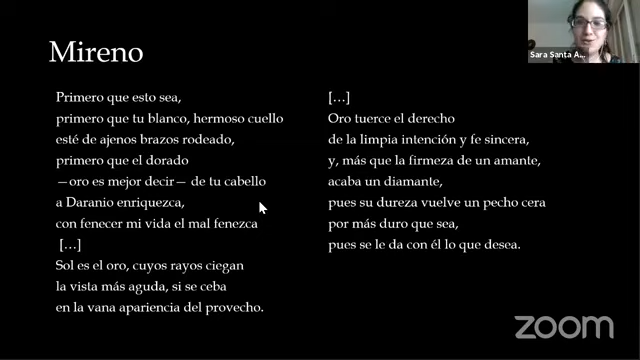 Mireno
Primero que esto sea,
primero que tu blanco, hermoso cuello
esté de ajenos brazos rodeado,
primero que el dorado
—oro es mejor decir— de tu cabello
a Daranio enriquezca,
con fenecer mi vida el mal fenezca
[…]
Sol es el oro, cuyos rayos ciegan
la vista más aguda, si se ceba
en la vana apariencia del provecho.
[…]
Oro tuerce el derecho
de la limpia intención y fe sincera,
y, más que la firmeza de un amante,
acaba un diamante,
pues su dureza vuelve un pecho cera
por más duro que sea,
pues se le da con él lo que desea.
Sara Santa A...
zoom